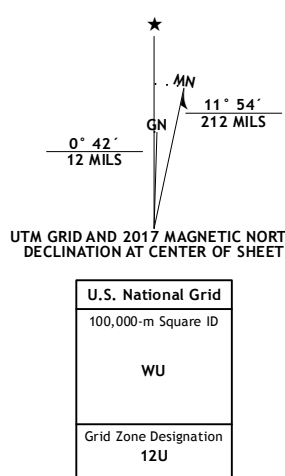 ★
MN
GN
11° 54´
212 MILS
0° 42´
12 MILS
UTM GRID AND 2017 MAGNETIC NORT
DECLINATION AT CENTER OF SHEET
U.S. National Grid
100,000-m Square ID
WU
Grid Zone Designation
12U